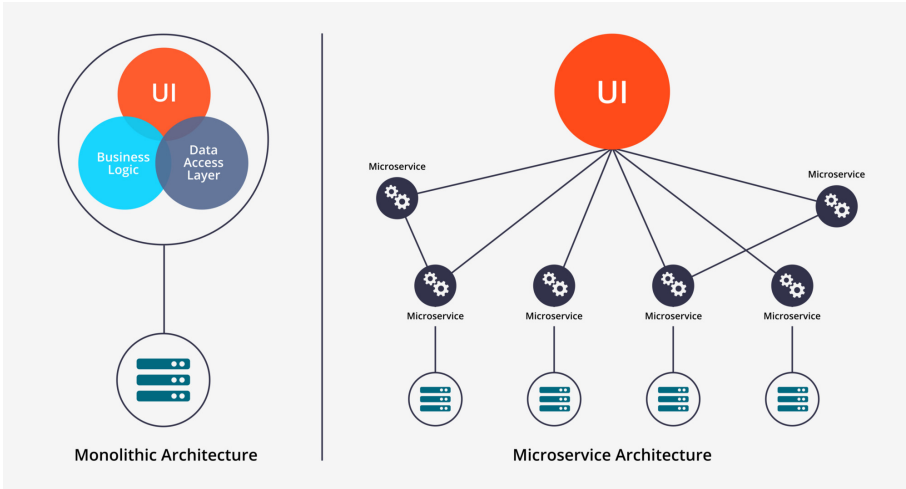 UI
Business
Logic
Data
Access
Layer
Monolithic Architecture
UI
Microservice
Microservice
Microservice
Microservice
Microservice
Microservice
Microservice Architecture